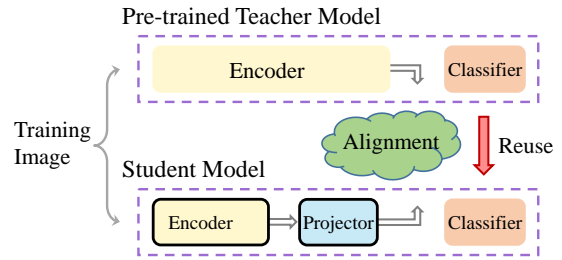 Pre-trained Teacher Model
Encoder
Classifier
Training
Image
Alignment
Reuse
Student Model
Encoder
Projector
Classifier